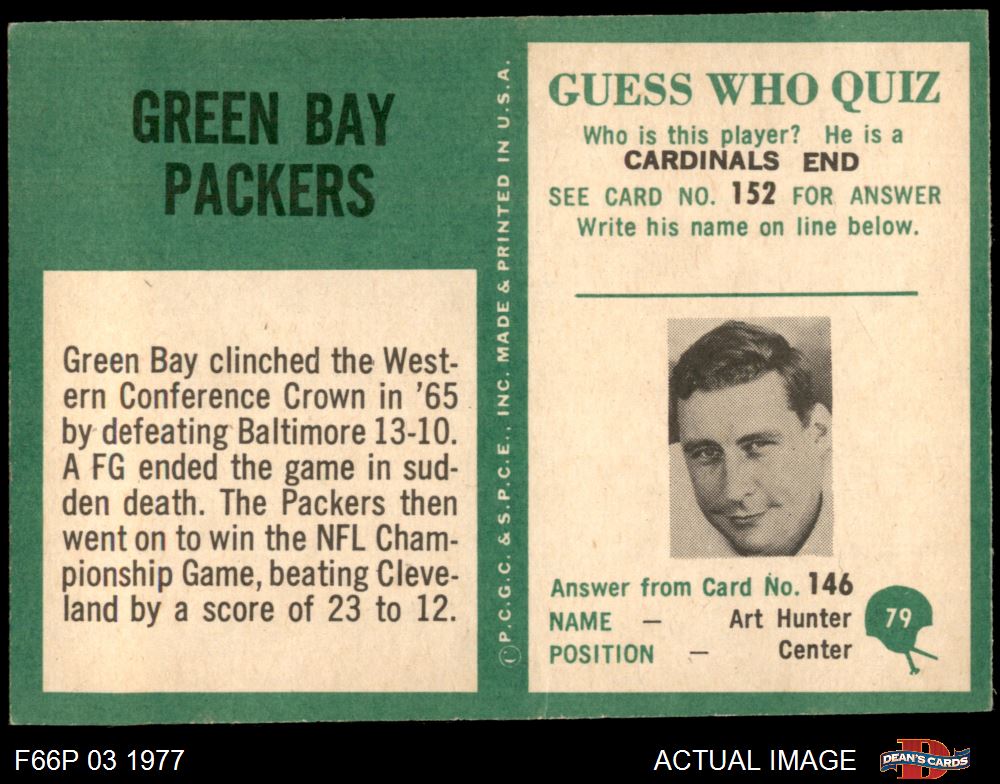 GREEN BAY
PACKERS
Green Bay clinched the West-
ern Conference Crown in '65
by defeating Baltimore 13-10.
A FG ended the game in sud-
den death. The Packers then
went on to win the NFL Cham-
pionship Game, beating Cleve-
land by a score of 23 to 12.
©P.C.G.C. & S.P.C.E., INC. MADE & PRINTED IN U.S.A.
GUESS WHO QUIZ
Who is this player? He is a
CARDINALS END
SEE CARD NO. 152 FOR ANSWER
Write his name on line below.
Answer from Card No. 146
NAME — Art Hunter
POSITION — Center
79
F66P 03 1977
ACTUAL IMAGE
DEAN'S CARDS